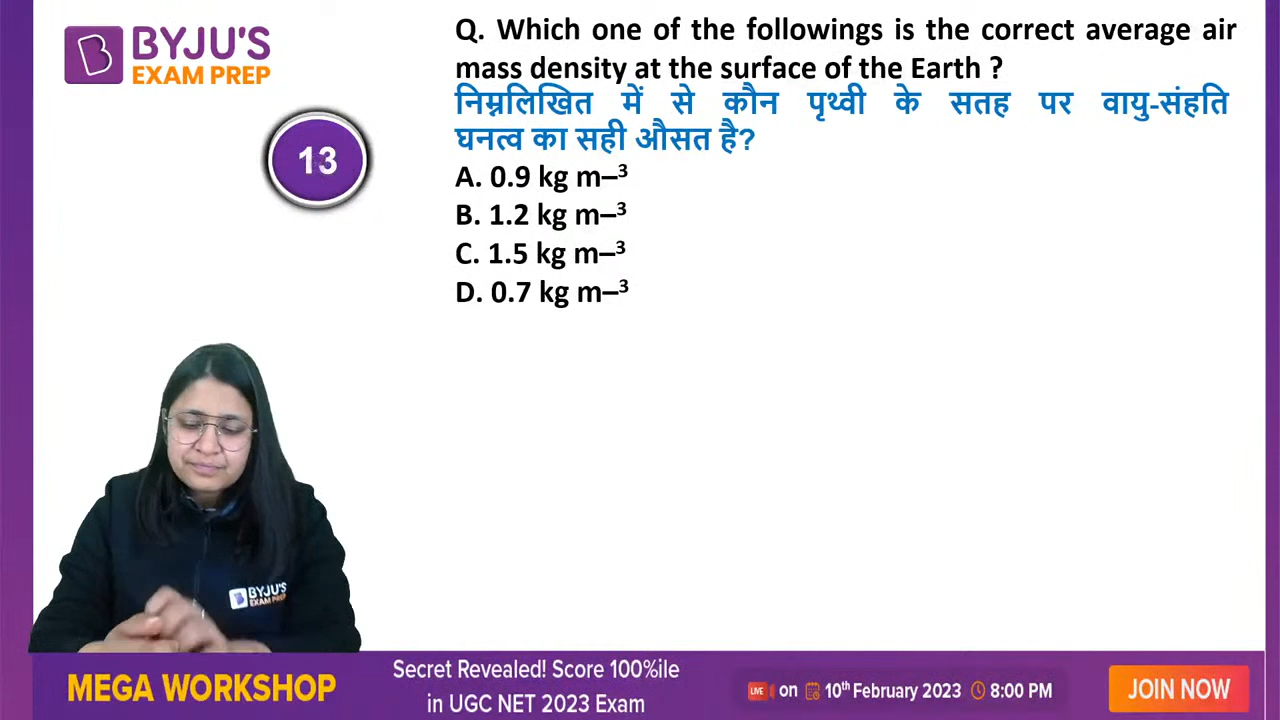 BYJU'S
EXAM PREP
Q. Which one of the followings is the correct average air
mass density at the surface of the Earth ?
निम्नलिखित में से कौन पृथ्वी के सतह पर वायु-संहति
घनत्व का सही औसत है?
13
A. 0.9 kg m–³
B. 1.2 kg m–³
C. 1.5 kg m–³
D. 0.7 kg m–³
BYJU'S
EXAM PREP
MEGA WORKSHOP
Secret Revealed! Score 100%ile
in UGC NET 2023 Exam
LIVE on 10th February 2023 8:00 PM
JOIN NOW